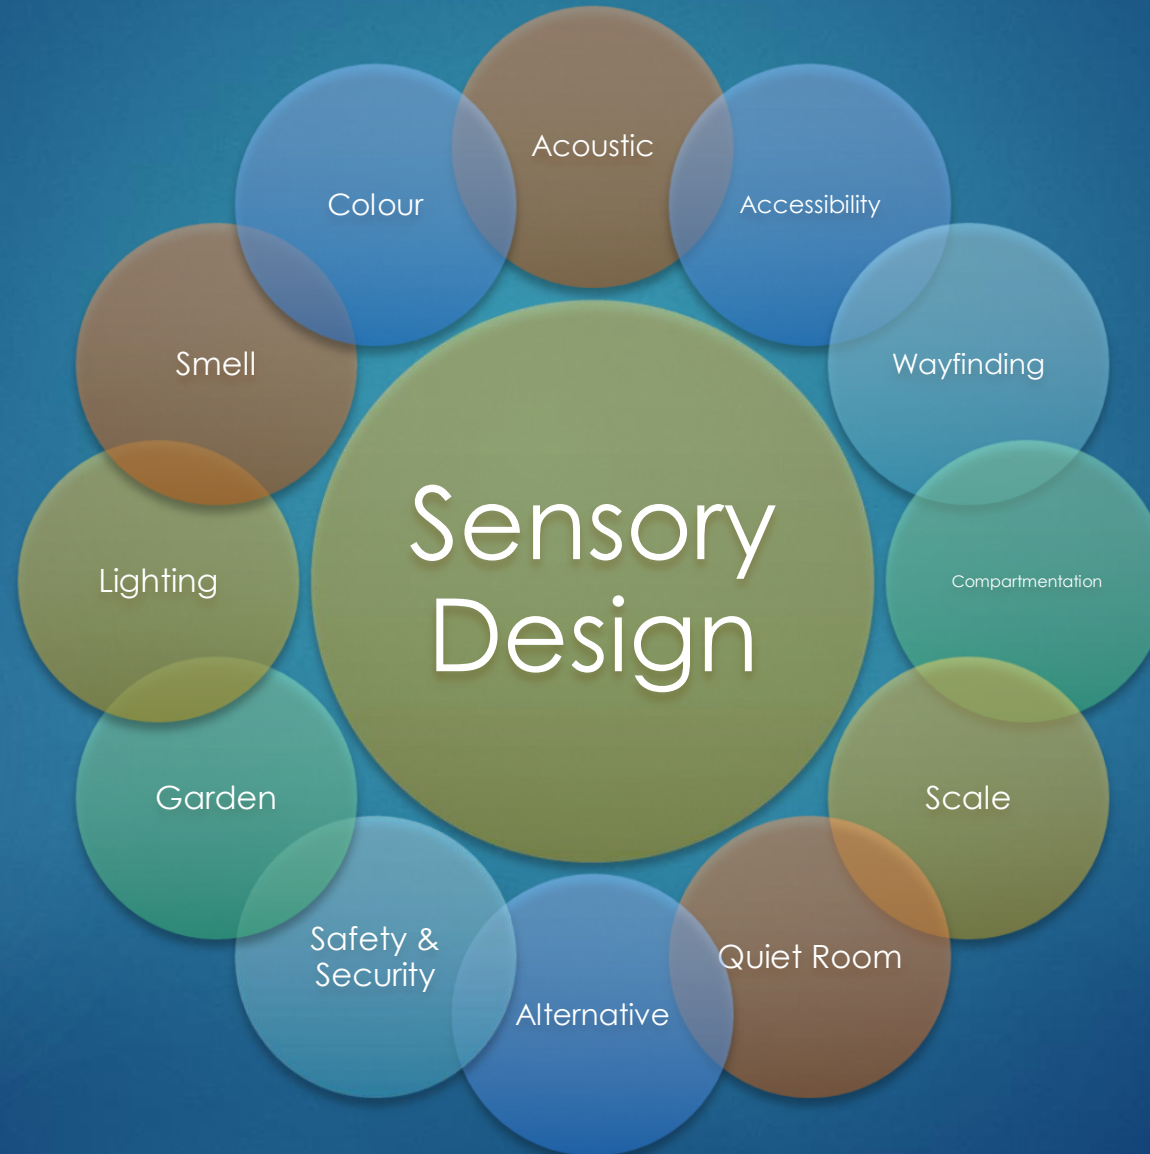 Sensory
Design
Acoustic
Accessibility
Wayfinding
Compartmentation
Scale
Quiet Room
Alternative
Safety &
Security
Garden
Lighting
Smell
Colour